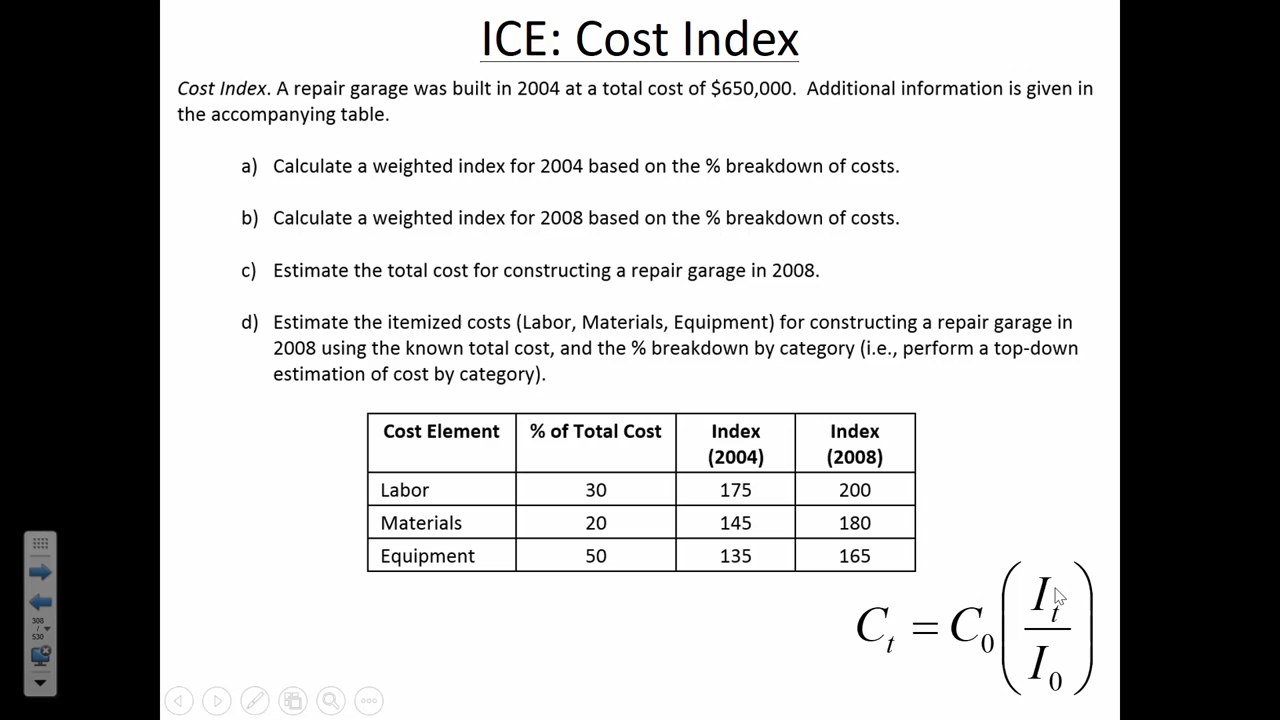 ICE: Cost Index
Cost Index. A repair garage was built in 2004 at a total cost of $650,000. Additional information is given in
the accompanying table.
a) Calculate a weighted index for 2004 based on the % breakdown of costs.
b) Calculate a weighted index for 2008 based on the % breakdown of costs.
c) Estimate the total cost for constructing a repair garage in 2008.
d) Estimate the itemized costs (Labor, Materials, Equipment) for constructing a repair garage in
2008 using the known total cost, and the % breakdown by category (i.e., perform a top-down
estimation of cost by category).
Cost Element % of Total Cost Index (2004) Index (2008)
Labor 30 175 200
Materials 20 145 180
Equipment 50 135 165
C_t = C_0 (I_t / I_0)
308
/
530